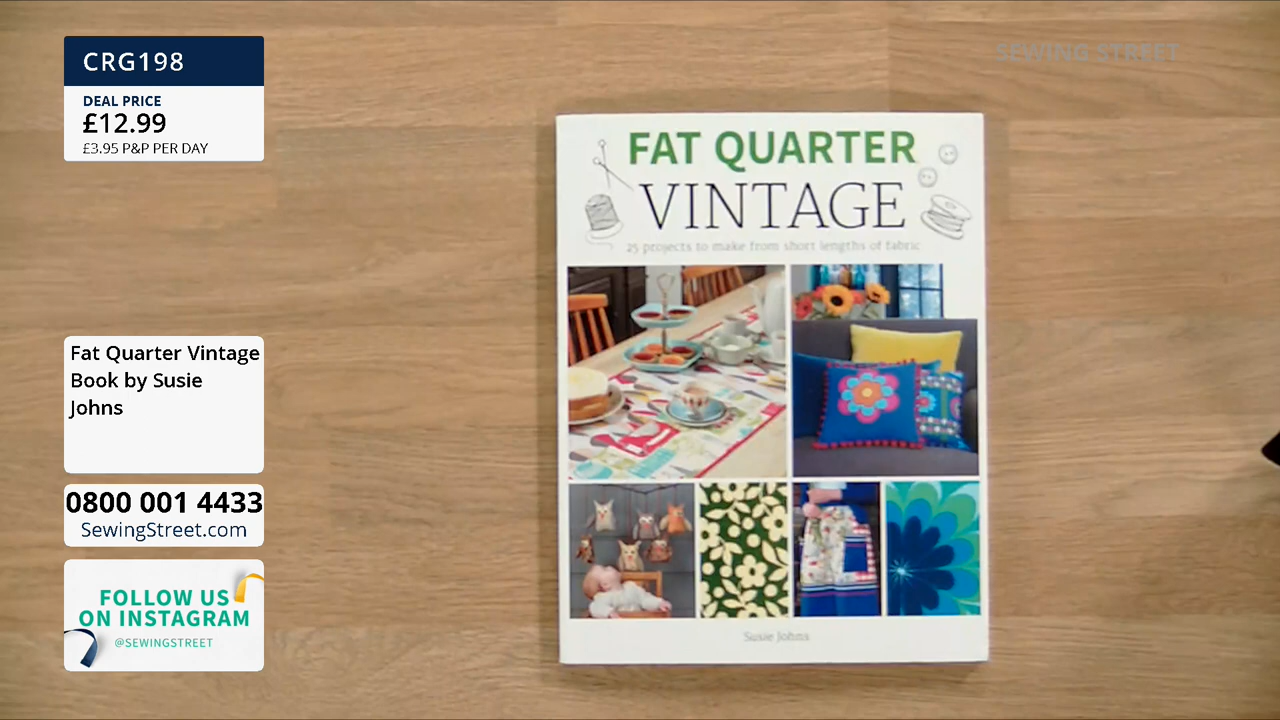 CRG198
DEAL PRICE
£12.99
£3.95 P&P PER DAY
SEWING STREET
FAT QUARTER
VINTAGE
25 projects to make from short lengths of fabric
Susie Johns
Fat Quarter Vintage
Book by Susie
Johns
0800 001 4433
SewingStreet.com
FOLLOW US
ON INSTAGRAM
@SEWINGSTREET